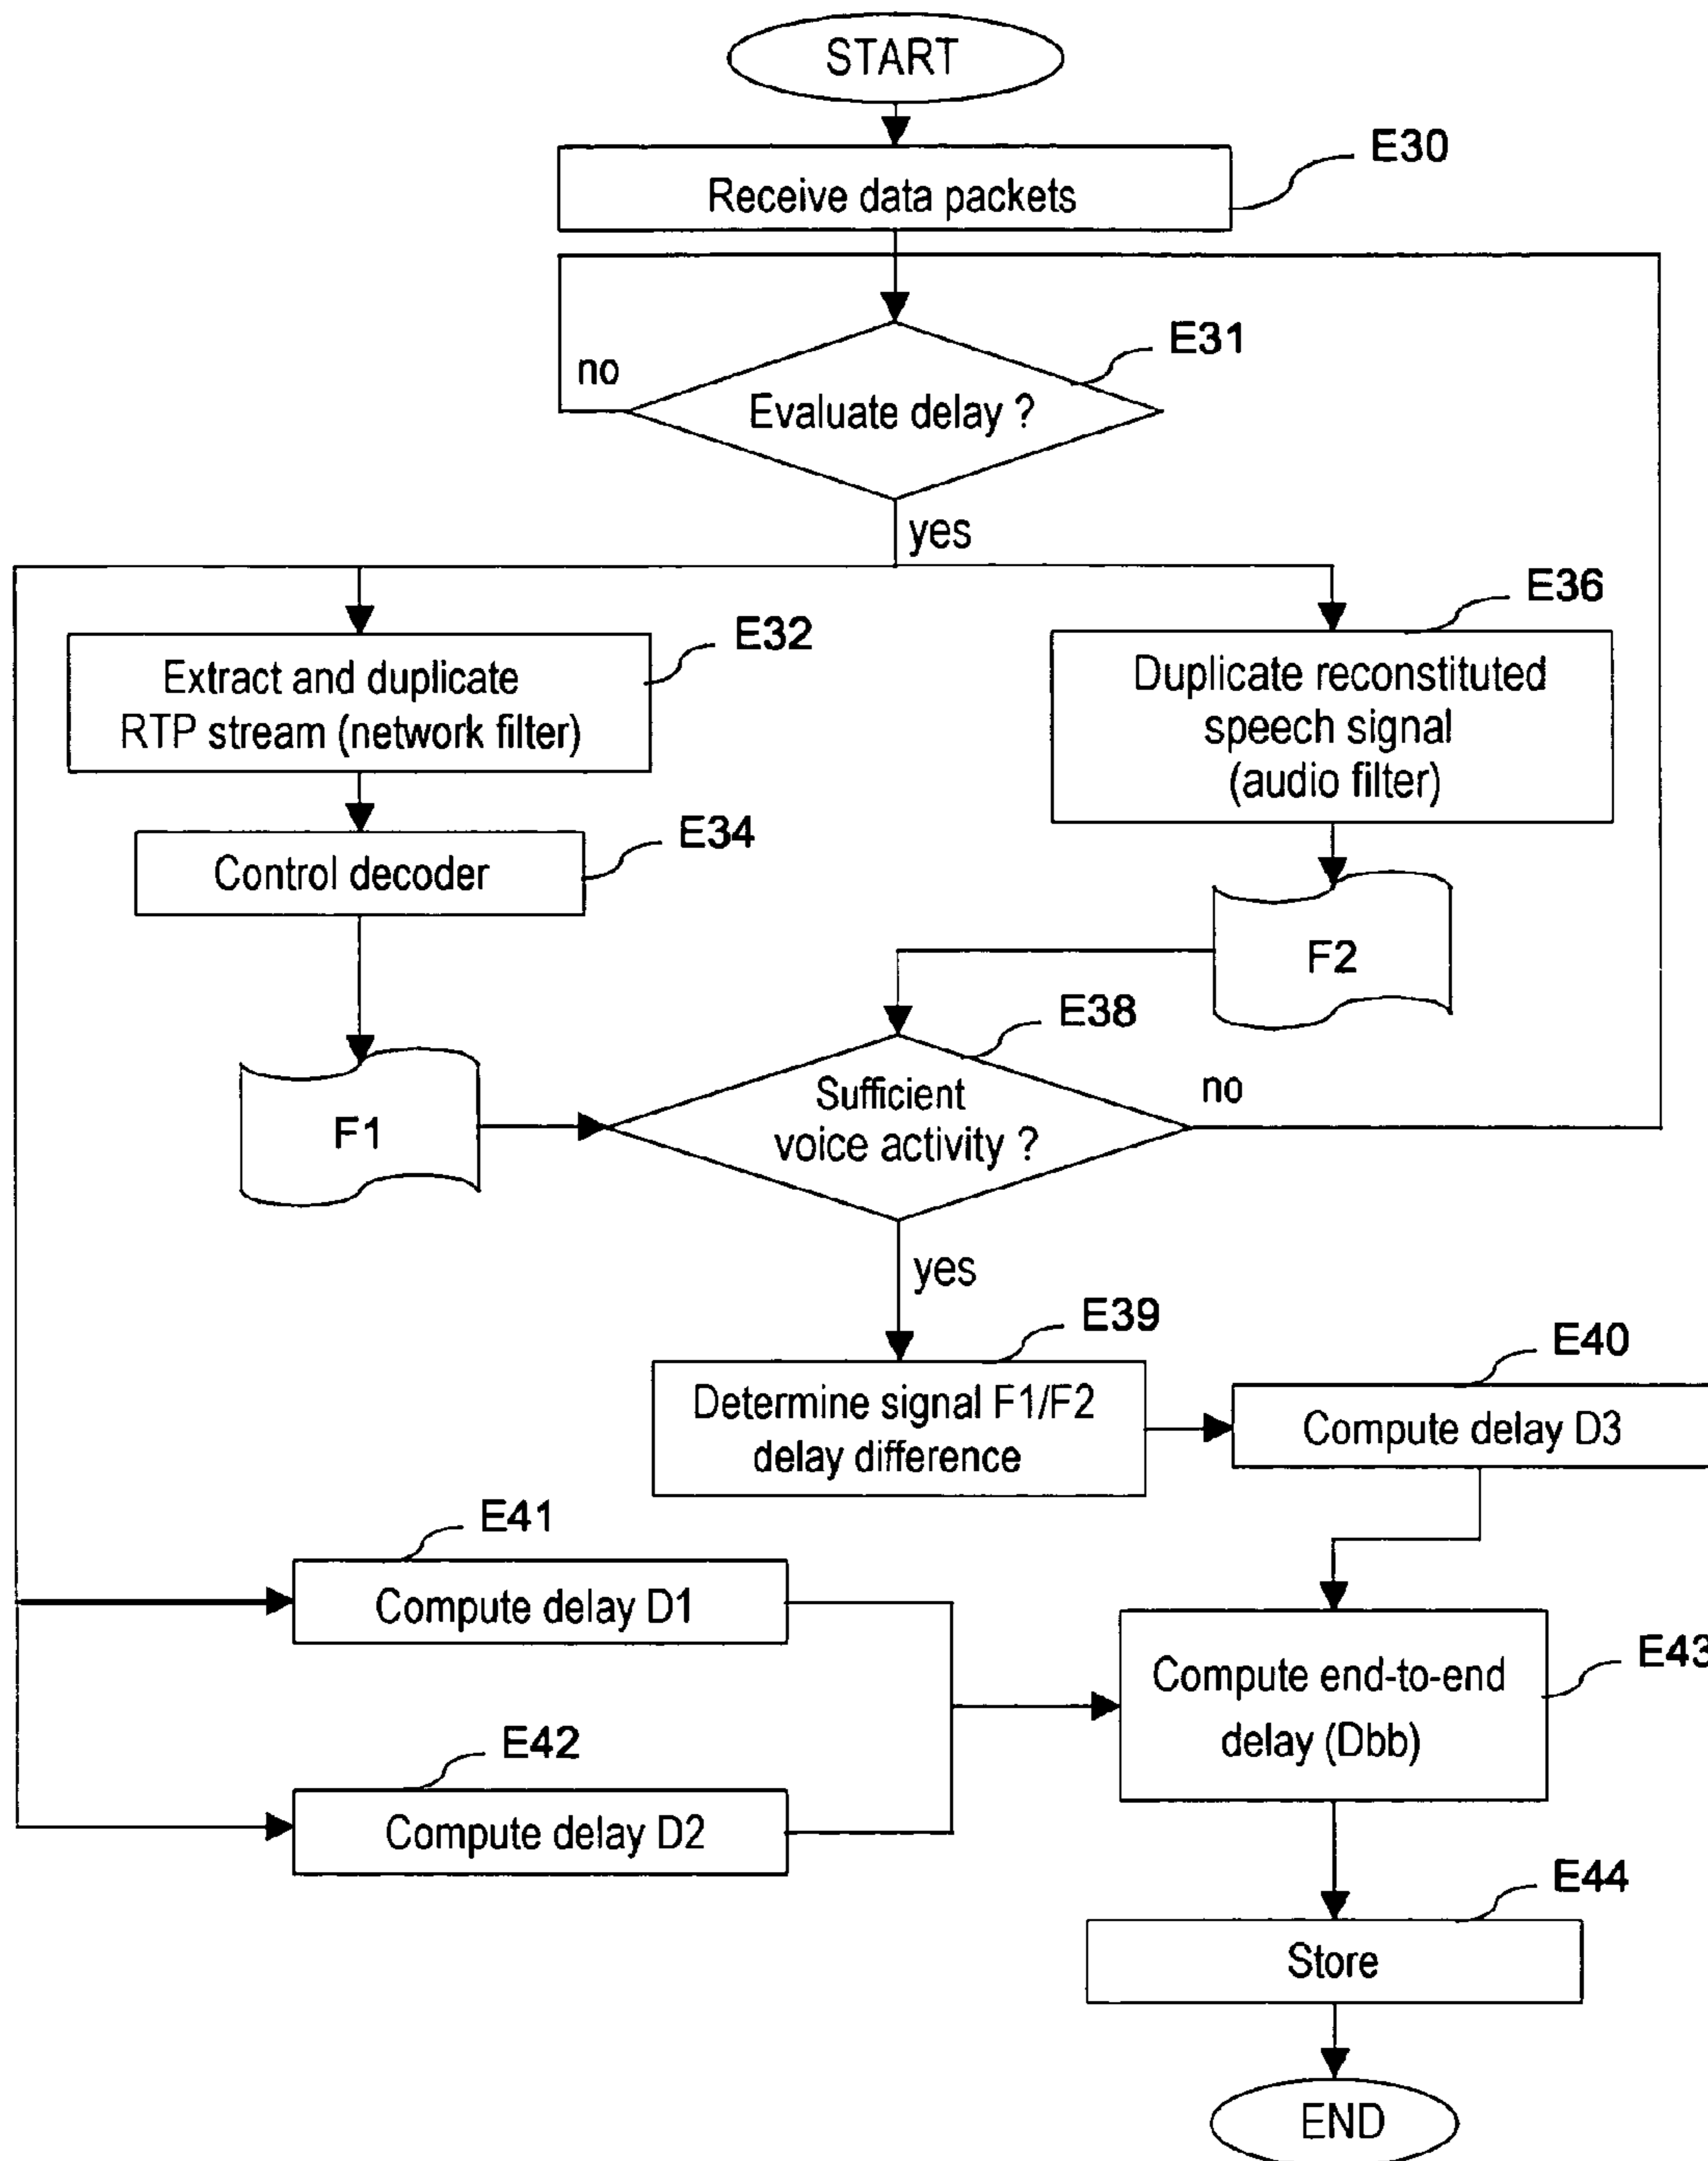 START
E30
Receive data packets
E31
no
Evaluate delay ?
yes
E36
E32
Extract and duplicate
RTP stream (network filter)
Duplicate reconstituted
speech signal
(audio filter)
E34
Control decoder
F2
E38
Sufficient
voice activity ?
no
F1
yes
E39
E40
Determine signal F1/F2
delay difference
Compute delay D3
E41
Compute delay D1
E43
Compute end-to-end
delay (Dbb)
E42
Compute delay D2
E44
Store
END